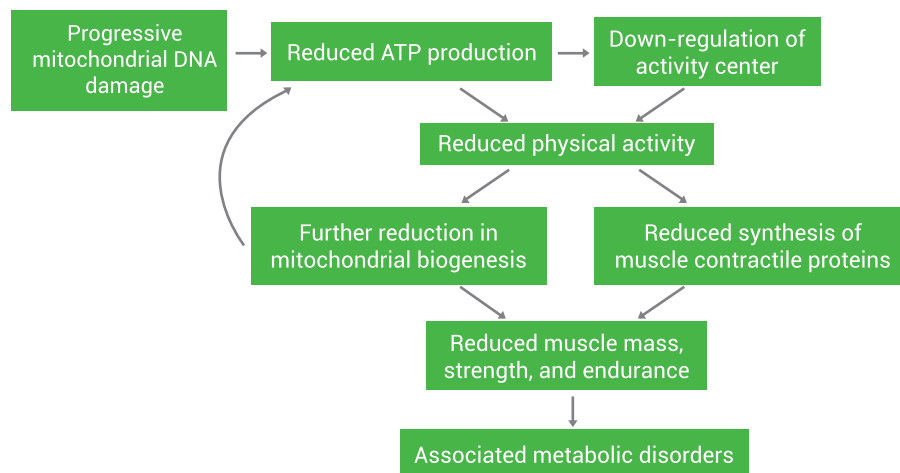 Progressive
mitochondrial DNA
damage
Reduced ATP production
Down-regulation of
activity center
Reduced physical activity
Further reduction in
mitochondrial biogenesis
Reduced synthesis of
muscle contractile proteins
Reduced muscle mass,
strength, and endurance
Associated metabolic disorders